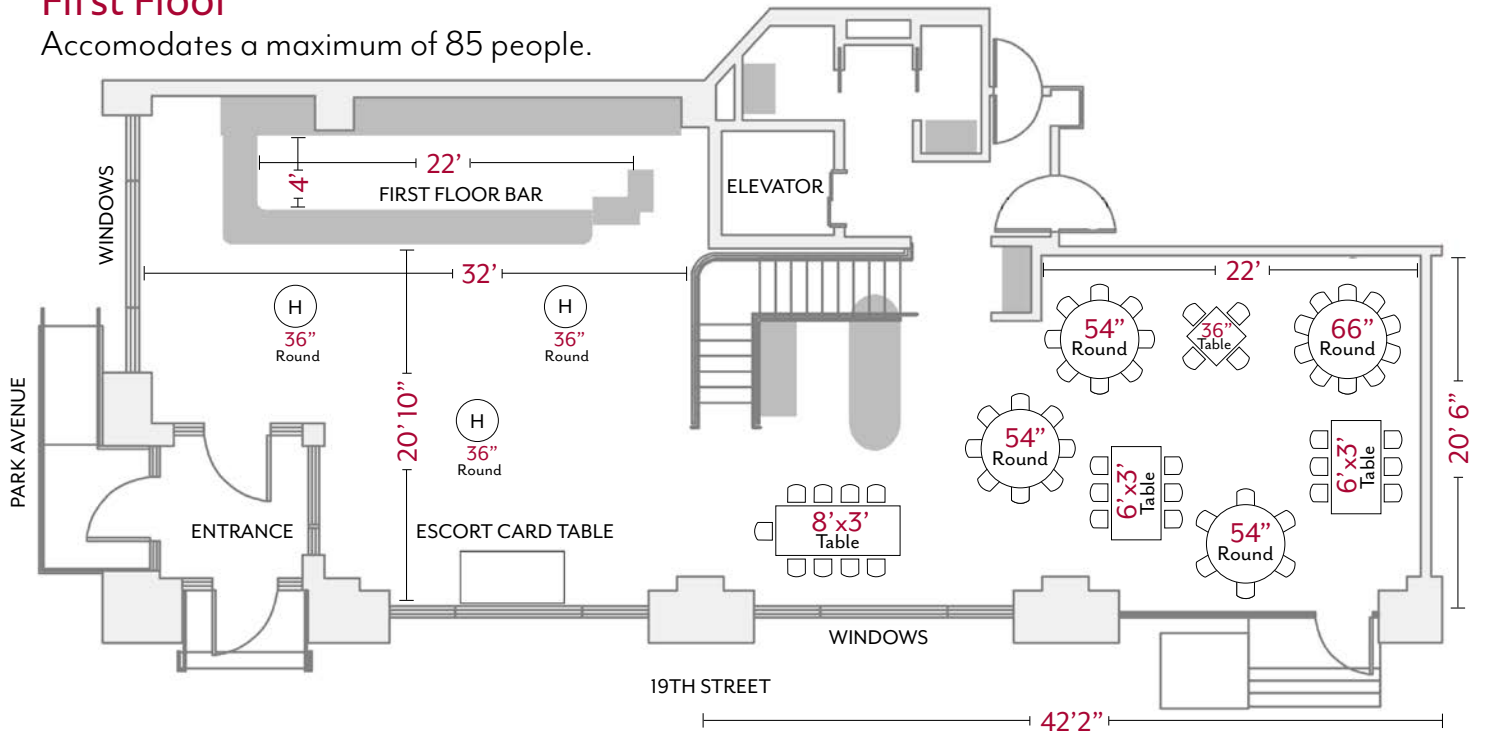 First Floor
Accomodates a maximum of 85 people.
WINDOWS
22'
4'
FIRST FLOOR BAR
ELEVATOR
32'
22'
H
36"
Round
H
36"
Round
54"
Round
36"
Table
66"
Round
PARK AVENUE
20' 10"
H
36"
Round
54"
Round
6'x3'
Table
6'x3'
Table
20' 6"
ENTRANCE
ESCORT CARD TABLE
8'x3'
Table
54"
Round
WINDOWS
19TH STREET
42'2"